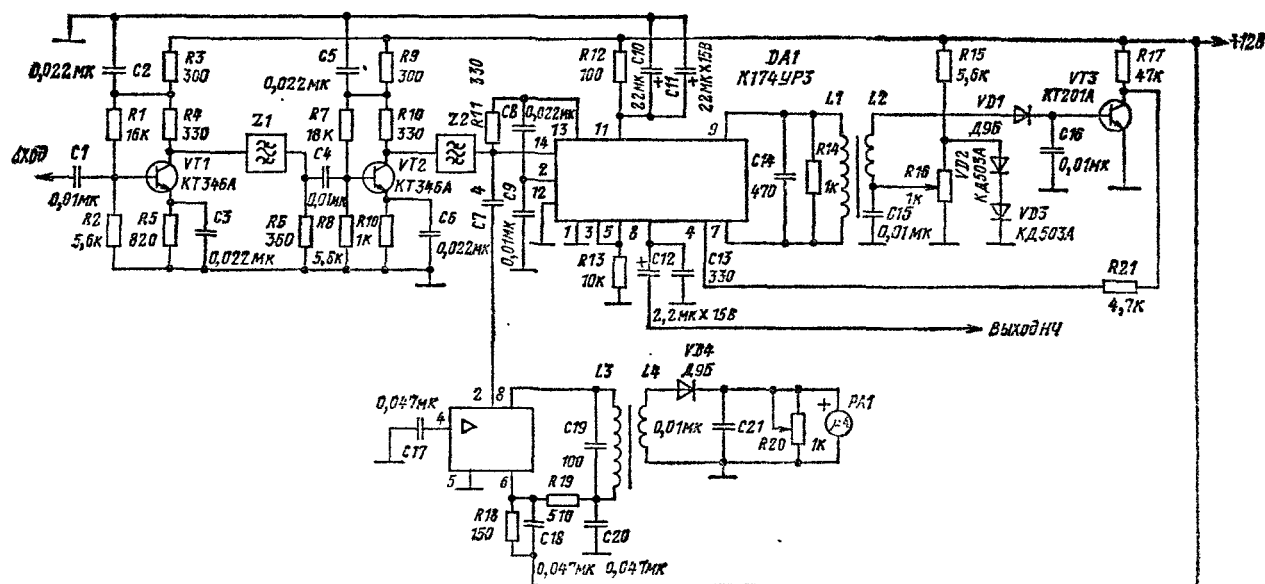 +12В
0,022мк
C2
R3
300
C5
0,022мк
R9
300
330
R11
R12
100
22мк
C10
C11
22мк×15В
DA1
К174УР3
R15
5,6к
R17
47к
VT3
КТ201А
R1
16к
R4
330
Z1
R7
18к
R10
330
Z2
C8
0,022мк
13
11
9
14
2
12
L1
L2
VD1
Д9Б
C16
0,01мк
ВХОД
C1
0,01мк
VT1
КТ346А
C4
0,01мк
VT2
КТ346А
C14
470
R14
1к
R16
1к
VD2
КД503А
VD3
КД503А
R2
5,6к
R5
820
C3
0,022мк
R6
360
R8
5,6к
R10
1к
C6
0,022мк
C7
4
C9
0,01мк
1
3
5
8
4
7
C15
0,01мк
R13
10к
C12
C13
330
2,2мк×15В
R21
4,7к
ВЫХОД НЧ
2
8
L3
L4
VD4
Д9Б
0,047мк
4
C17
C19
100
0,01мк
C21
R20
1к
PA1
μA
5
6
R18
150
R19
510
C18
C20
0,047мк
0,047мк